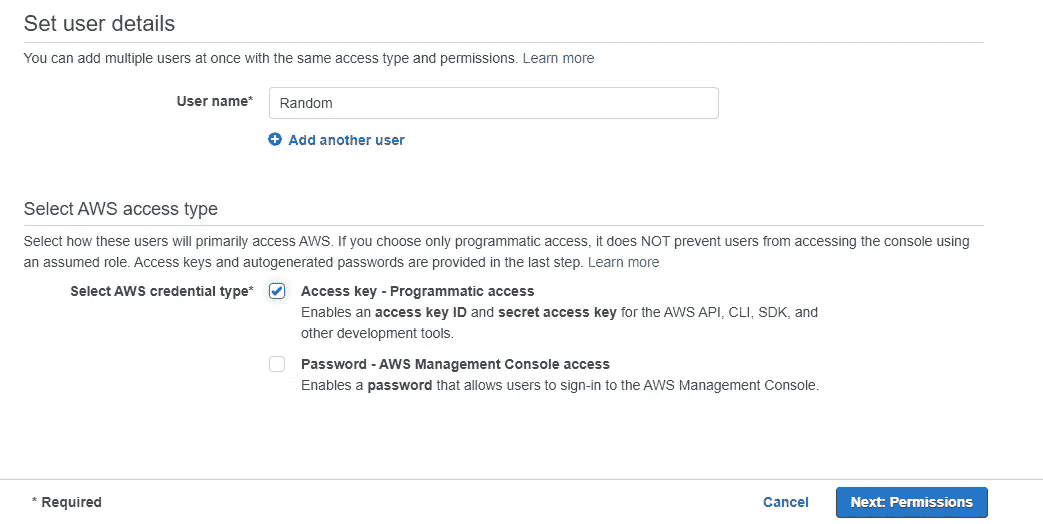 Set user details
You can add multiple users at once with the same access type and permissions. Learn more
User name* Random
Add another user
Select AWS access type
Select how these users will primarily access AWS. If you choose only programmatic access, it does NOT prevent users from accessing the console using
an assumed role. Access keys and autogenerated passwords are provided in the last step. Learn more
Select AWS credential type* Access key - Programmatic access
Enables an access key ID and secret access key for the AWS API, CLI, SDK, and
other development tools.
Password - AWS Management Console access
Enables a password that allows users to sign-in to the AWS Management Console.
* Required Cancel Next: Permissions